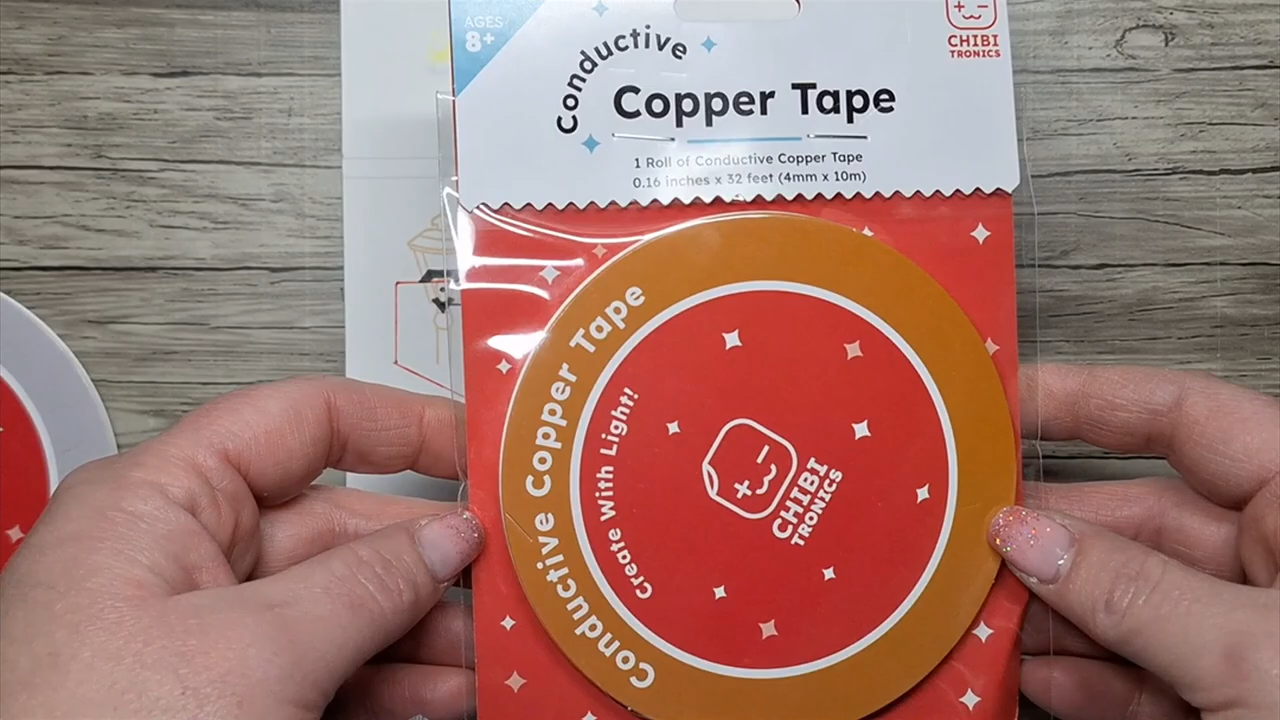 AGES
8+
Conductive
Copper Tape
1 Roll of Conductive Copper Tape
0.16 inches x 32 feet (4mm x 10m)
CHIBI
TRONICS
Conductive Copper Tape
Create With Light!
CHIBI
TRONICS